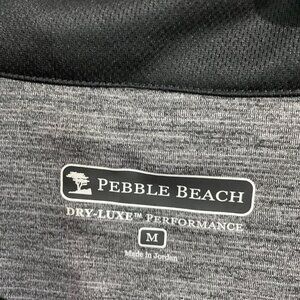 PEBBLE BEACH
DRY-LUXE™ PERFORMANCE
M
Made in Jordan